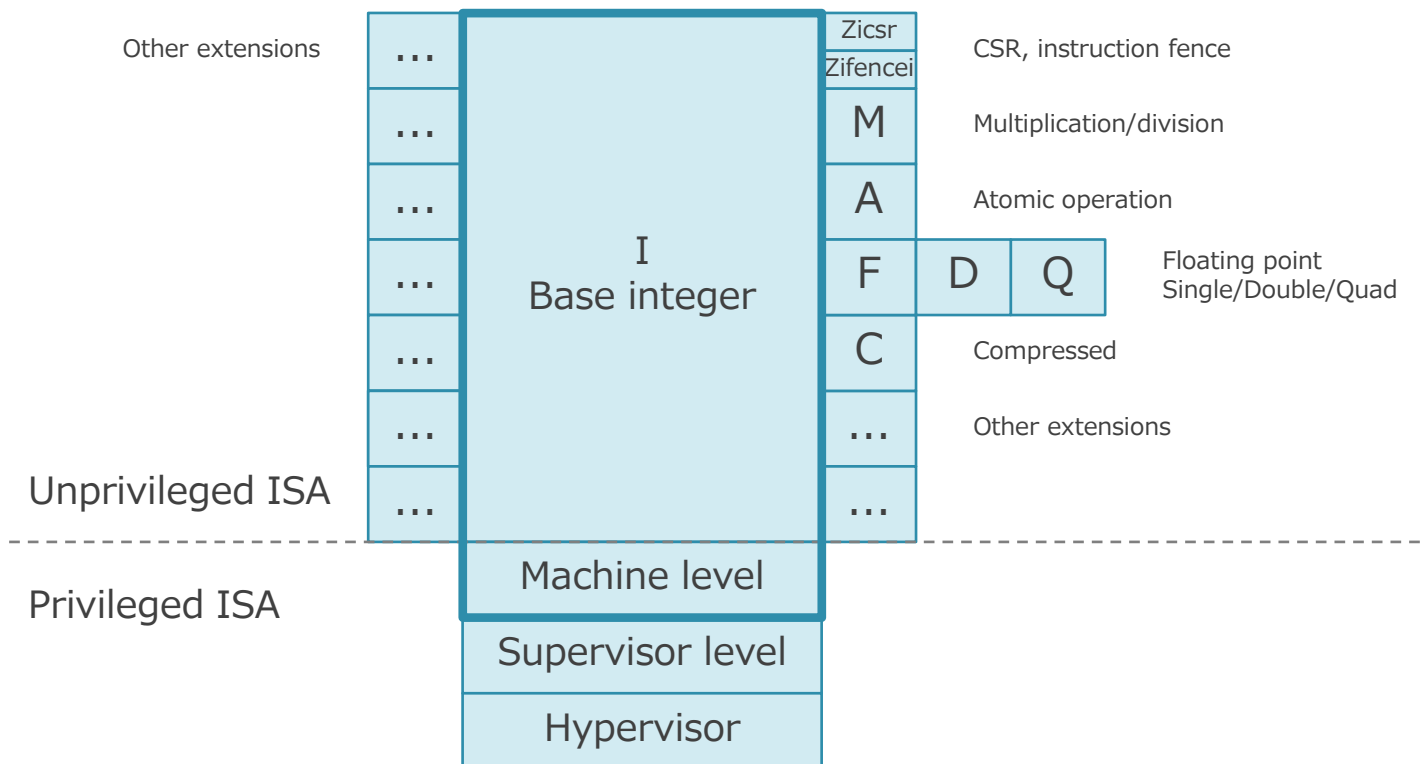 Other extensions
...
Zicsr
CSR, instruction fence
Zifencei
...
M
Multiplication/division
...
A
Atomic operation
I
Base integer
...
F
D
Q
Floating point
Single/Double/Quad
...
C
Compressed
...
...
Other extensions
Unprivileged ISA
...
...
Privileged ISA
Machine level
Supervisor level
Hypervisor